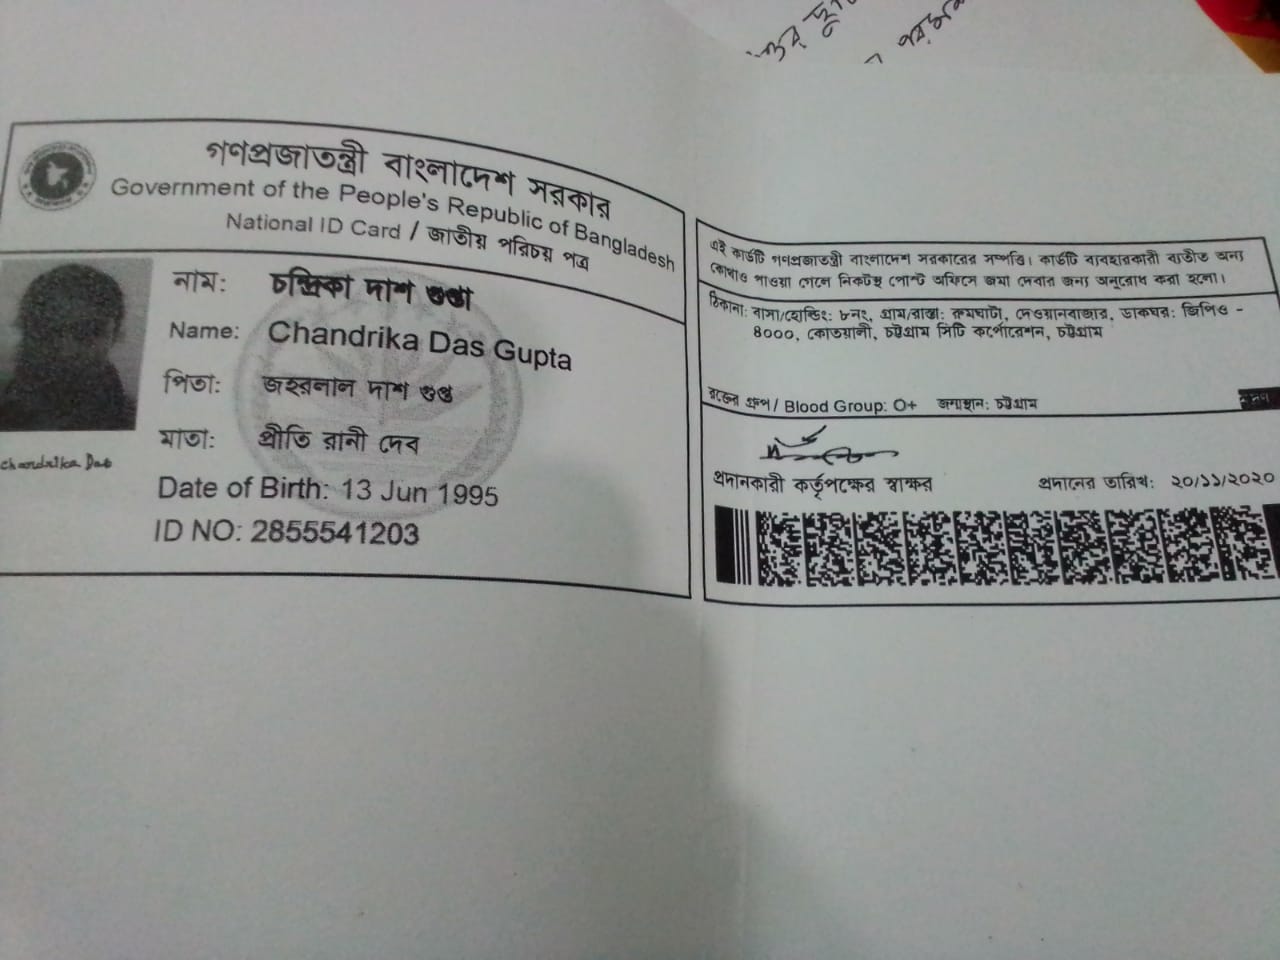 গণপ্রজাতন্ত্রী বাংলাদেশ সরকার
Government of the People's Republic of Bangladesh
National ID Card / জাতীয় পরিচয় পত্র
নাম: চন্দ্রিকা দাশ গুপ্তা
Name: Chandrika Das Gupta
পিতা: জহরলাল দাশ গুপ্ত
মাতা: প্রীতি রানী দেব
Chandrika Das
Date of Birth: 13 Jun 1995
ID NO: 2855541203
এই কার্ডটি গণপ্রজাতন্ত্রী বাংলাদেশ সরকারের সম্পত্তি। কার্ডটি ব্যবহারকারী ব্যতীত অন্য
কোথাও পাওয়া গেলে নিকটস্থ পোস্ট অফিসে জমা দেবার জন্য অনুরোধ করা হলো।
ঠিকানা: বাসা/হোল্ডিং: ৮নং, গ্রাম/রাস্তা: রুমঘাটা, দেওয়ানবাজার, ডাকঘর: জিপিও -
৪০০০, কোতয়ালী, চট্টগ্রাম সিটি কর্পোরেশন, চট্টগ্রাম
রক্তের গ্রুপ / Blood Group: O+ জন্মস্থান: চট্টগ্রাম
প্রদানকারী কর্তৃপক্ষের স্বাক্ষর প্রদানের তারিখ: ২০/১১/২০২০